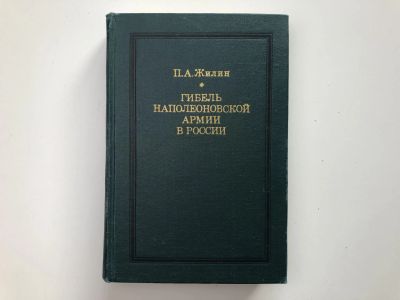 П.А.Жилин
ГИБЕЛЬ
НАПОЛЕОНОВСКОЙ
АРМИИ
В РОССИИ